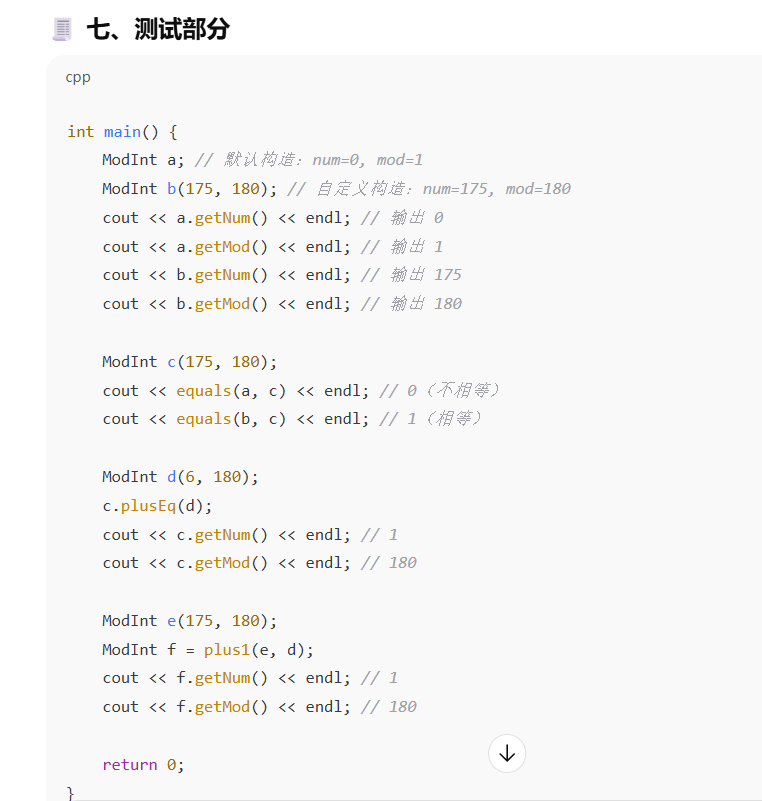 七、测试部分
cpp
int main() {
    ModInt a; // 默认构造：num=0, mod=1
    ModInt b(175, 180); // 自定义构造：num=175, mod=180
    cout << a.getNum() << endl; // 输出 0
    cout << a.getMod() << endl; // 输出 1
    cout << b.getNum() << endl; // 输出 175
    cout << b.getMod() << endl; // 输出 180
    ModInt c(175, 180);
    cout << equals(a, c) << endl; // 0（不相等）
    cout << equals(b, c) << endl; // 1（相等）
    ModInt d(6, 180);
    c.plusEq(d);
    cout << c.getNum() << endl; // 1
    cout << c.getMod() << endl; // 180
    ModInt e(175, 180);
    ModInt f = plus1(e, d);
    cout << f.getNum() << endl; // 1
    cout << f.getMod() << endl; // 180
    return 0;
}